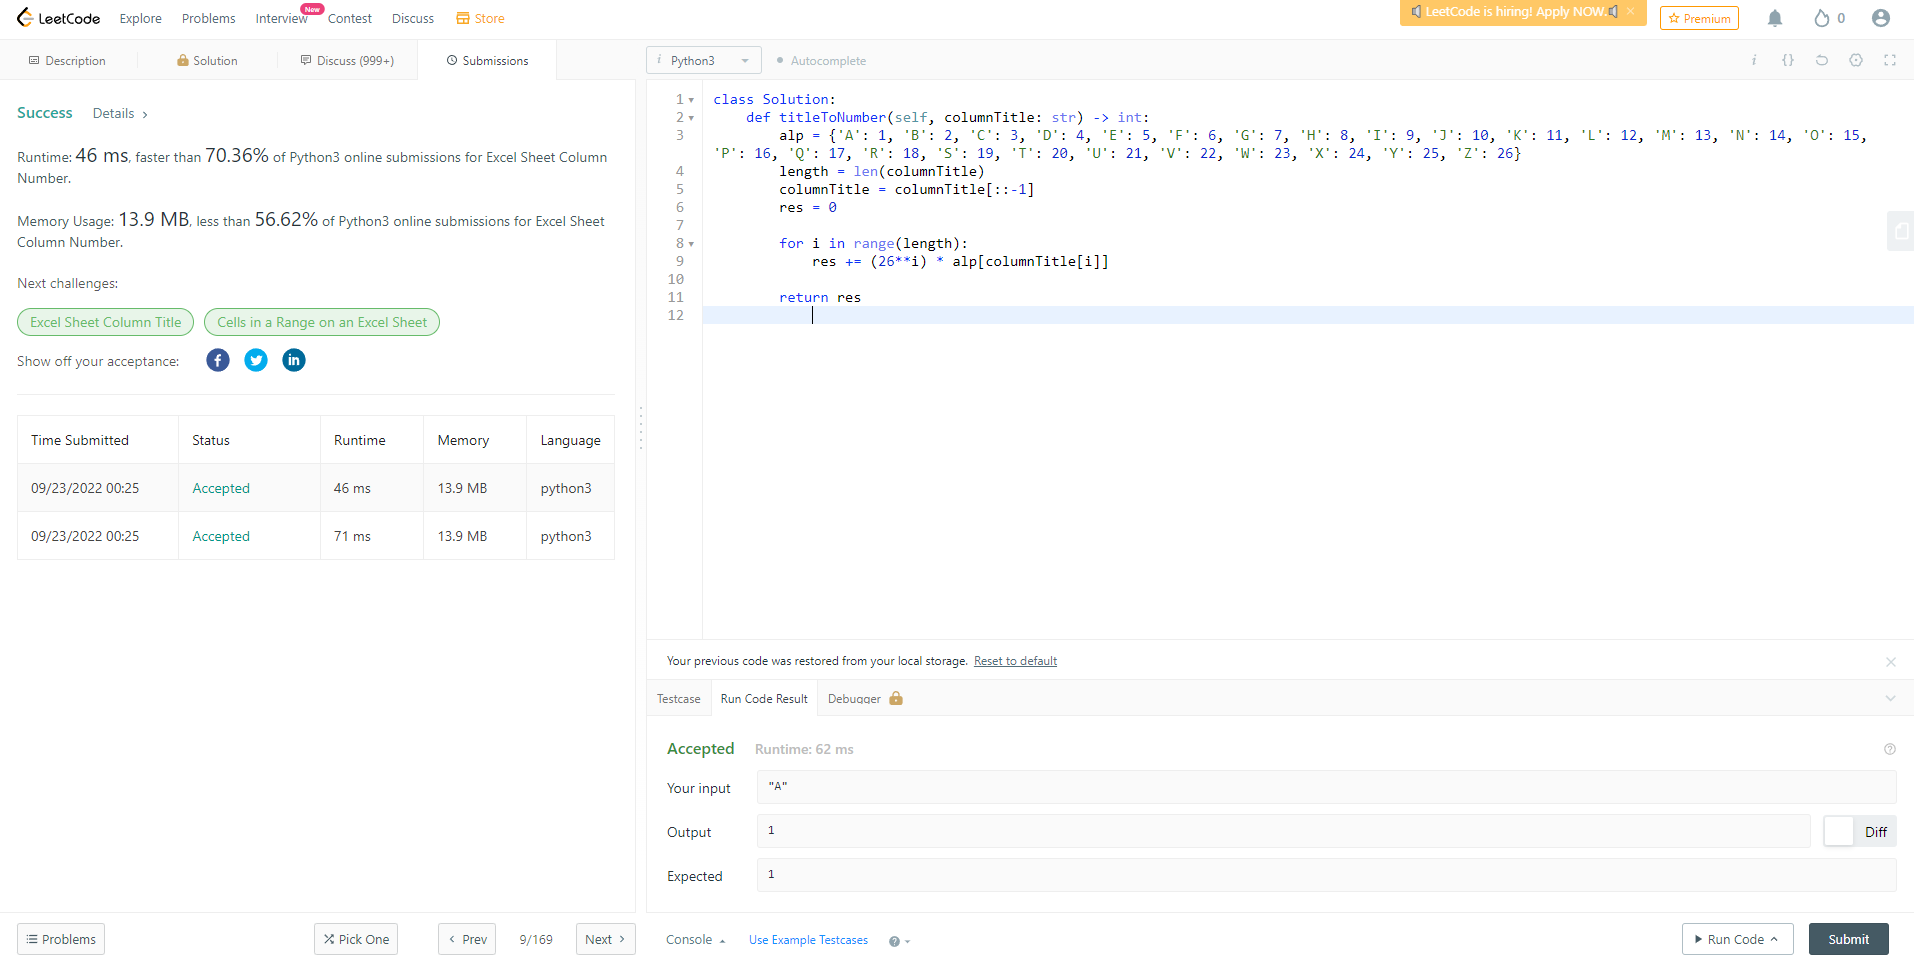 LeetCode
Explore
Problems
Interview
New
Contest
Discuss
Store
LeetCode is hiring! Apply NOW.
×
Premium
0
Description
Solution
Discuss (999+)
Submissions
i Python3
Autocomplete
i {}
Success
Details >
Runtime: 46 ms, faster than 70.36% of Python3 online submissions for Excel Sheet Column
Number.
Memory Usage: 13.9 MB, less than 56.62% of Python3 online submissions for Excel Sheet
Column Number.
Next challenges:
Excel Sheet Column Title
Cells in a Range on an Excel Sheet
Show off your acceptance:
f
in
Time Submitted Status Runtime Memory Language
09/23/2022 00:25 Accepted 46 ms 13.9 MB python3
09/23/2022 00:25 Accepted 71 ms 13.9 MB python3
1 class Solution:
2     def titleToNumber(self, columnTitle: str) -> int:
3         alp = {'A': 1, 'B': 2, 'C': 3, 'D': 4, 'E': 5, 'F': 6, 'G': 7, 'H': 8, 'I': 9, 'J': 10, 'K': 11, 'L': 12, 'M': 13, 'N': 14, 'O': 15,
'P': 16, 'Q': 17, 'R': 18, 'S': 19, 'T': 20, 'U': 21, 'V': 22, 'W': 23, 'X': 24, 'Y': 25, 'Z': 26}
4         length = len(columnTitle)
5         columnTitle = columnTitle[::-1]
6         res = 0
7
8         for i in range(length):
9             res += (26**i) * alp[columnTitle[i]]
10
11         return res
12
Your previous code was restored from your local storage. Reset to default
×
Testcase
Run Code Result
Debugger
Accepted
Runtime: 62 ms
?
Your input
"A"
Output
1
Diff
Expected
1
Problems
Pick One
< Prev
9/169
Next >
Console
Use Example Testcases
?
Run Code
Submit